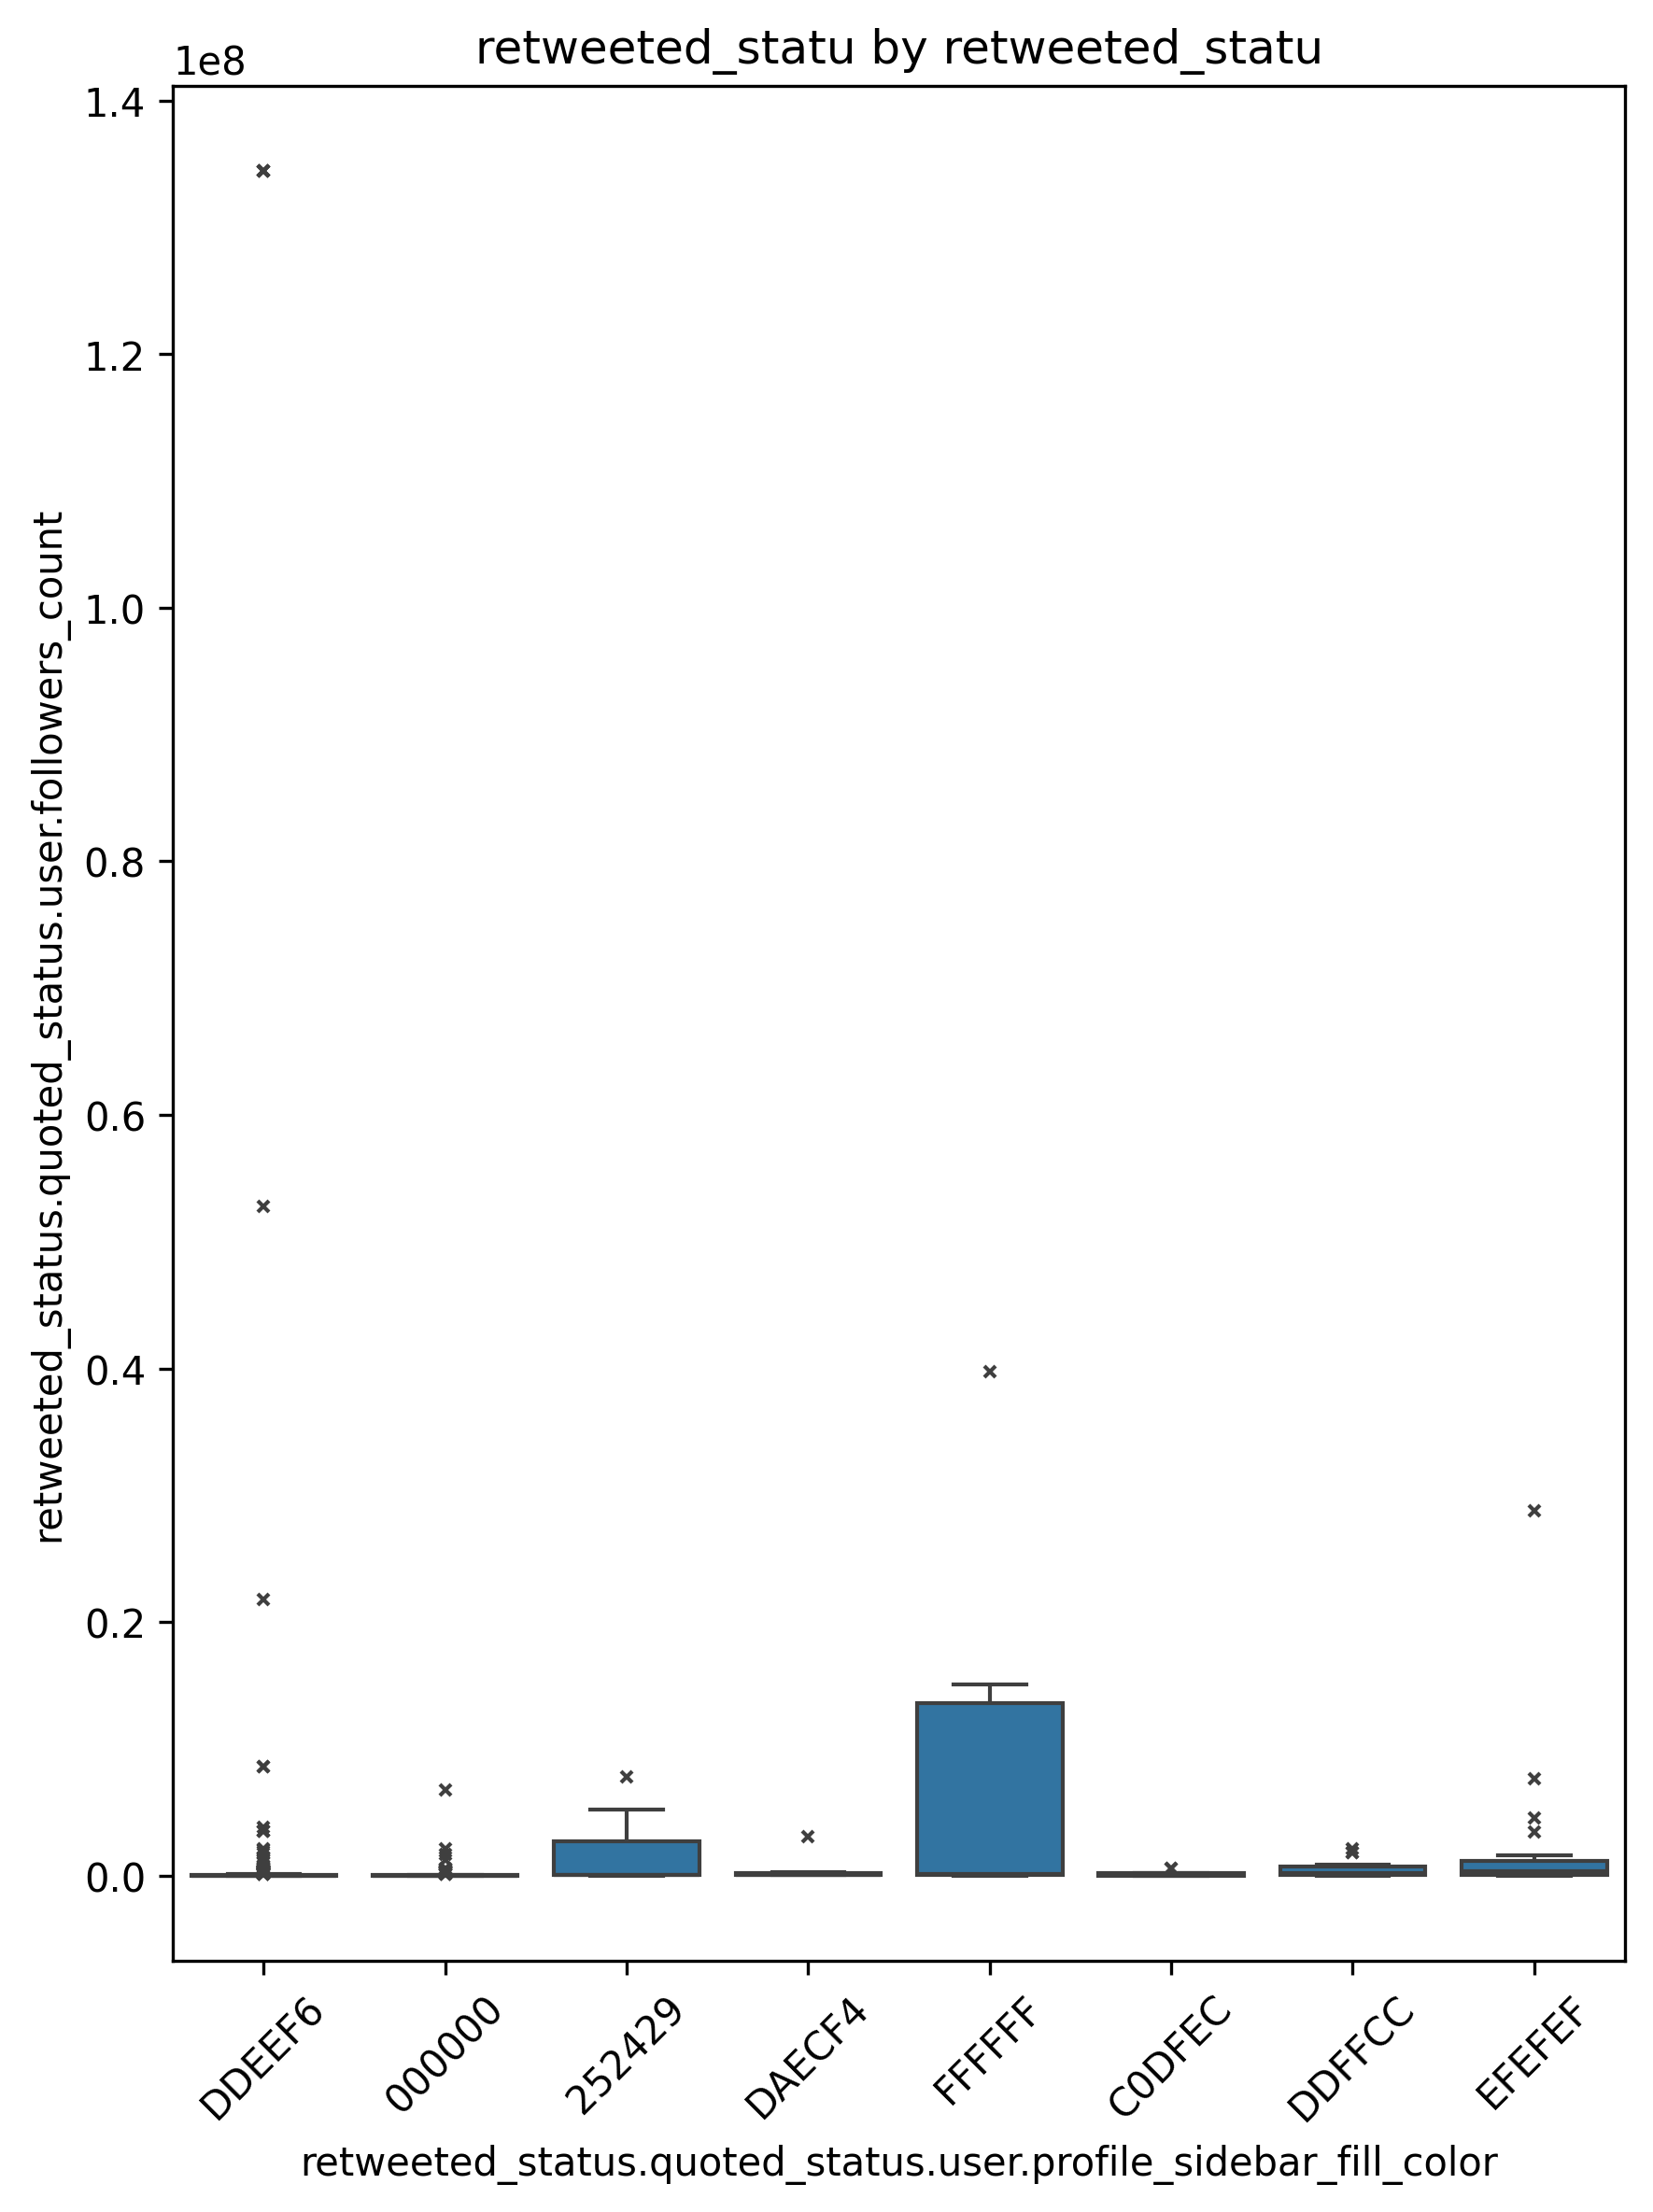 retweeted_statu by retweeted_statu
1e8
1.4
1.2
1.0
0.8
0.6
0.4
0.2
0.0
retweeted_status.quoted_status.user.followers_count
DDEEF6
000000
252429
DAECF4
FFFFFF
C0DFEC
DDFFCC
EFEFEF
retweeted_status.quoted_status.user.profile_sidebar_fill_color